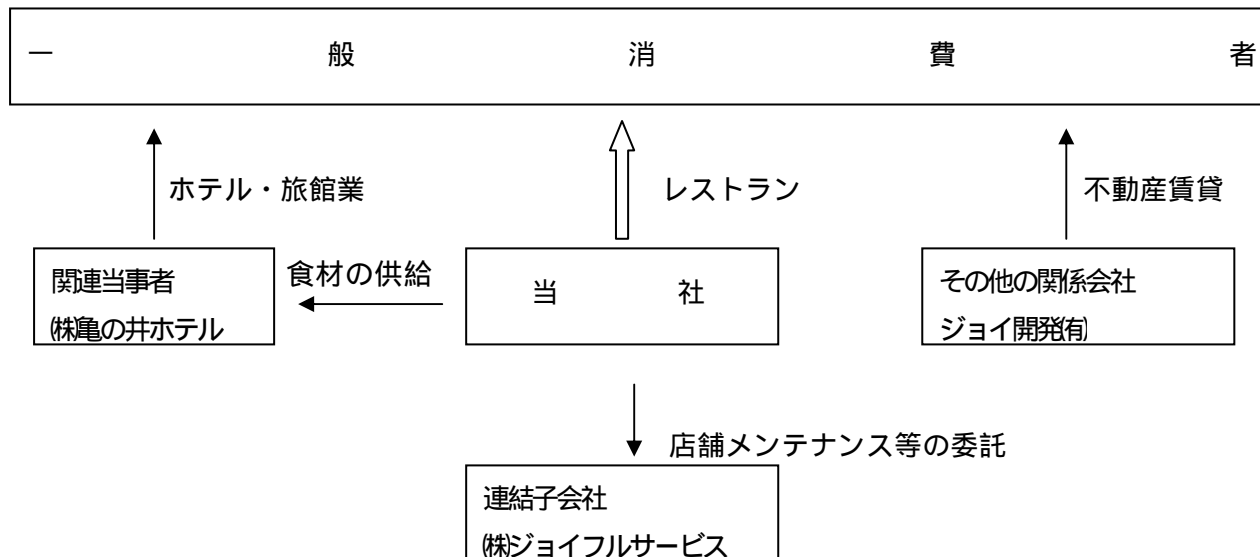 一般消費者
ホテル・旅館業
レストラン
不動産賃貸
関連当事者
㈱亀の井ホテル
食材の供給
当社
その他の関係会社
ジョイ開発㈲
店舗メンテナンス等の委託
連結子会社
㈱ジョイフルサービス